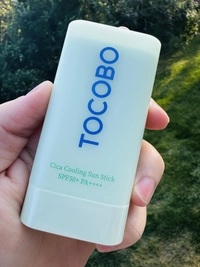 TOCOBO
Cica Cooling Sun Stick
SPF50+ PA++++